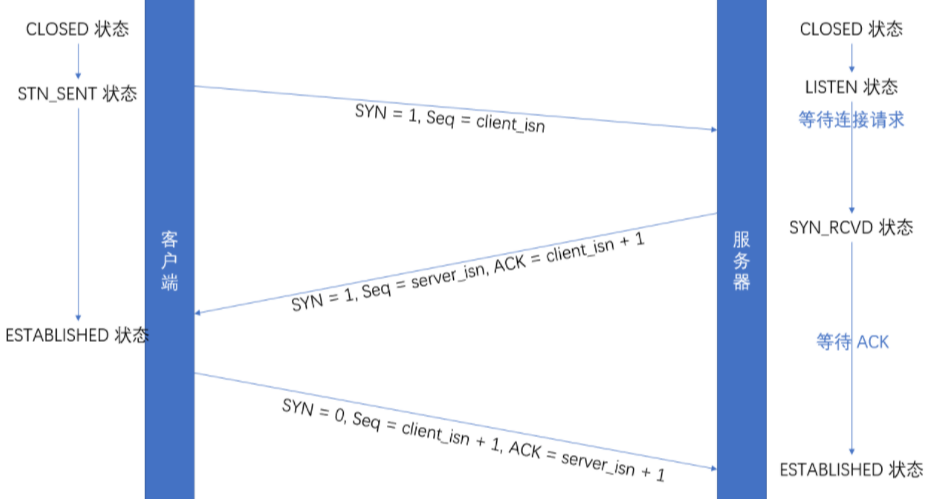 CLOSED 状态
CLOSED 状态
STN_SENT 状态
LISTEN 状态
SYN = 1, Seq = client_isn
等待连接请求
客户端
服务器
SYN_RCVD 状态
SYN = 1, Seq = server_isn, ACK = client_isn + 1
ESTABLISHED 状态
等待 ACK
SYN = 0, Seq = client_isn + 1, ACK = server_isn + 1
ESTABLISHED 状态